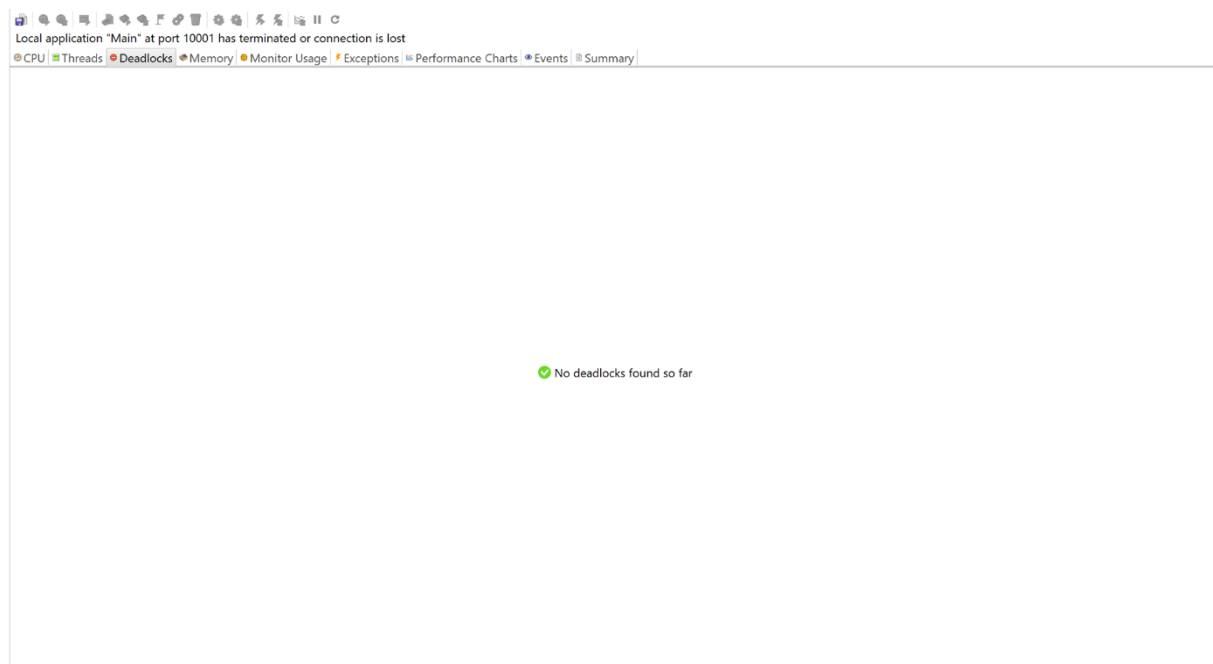 Local application "Main" at port 10001 has terminated or connection is lost
CPU Threads Deadlocks Memory Monitor Usage Exceptions Performance Charts Events Summary
No deadlocks found so far